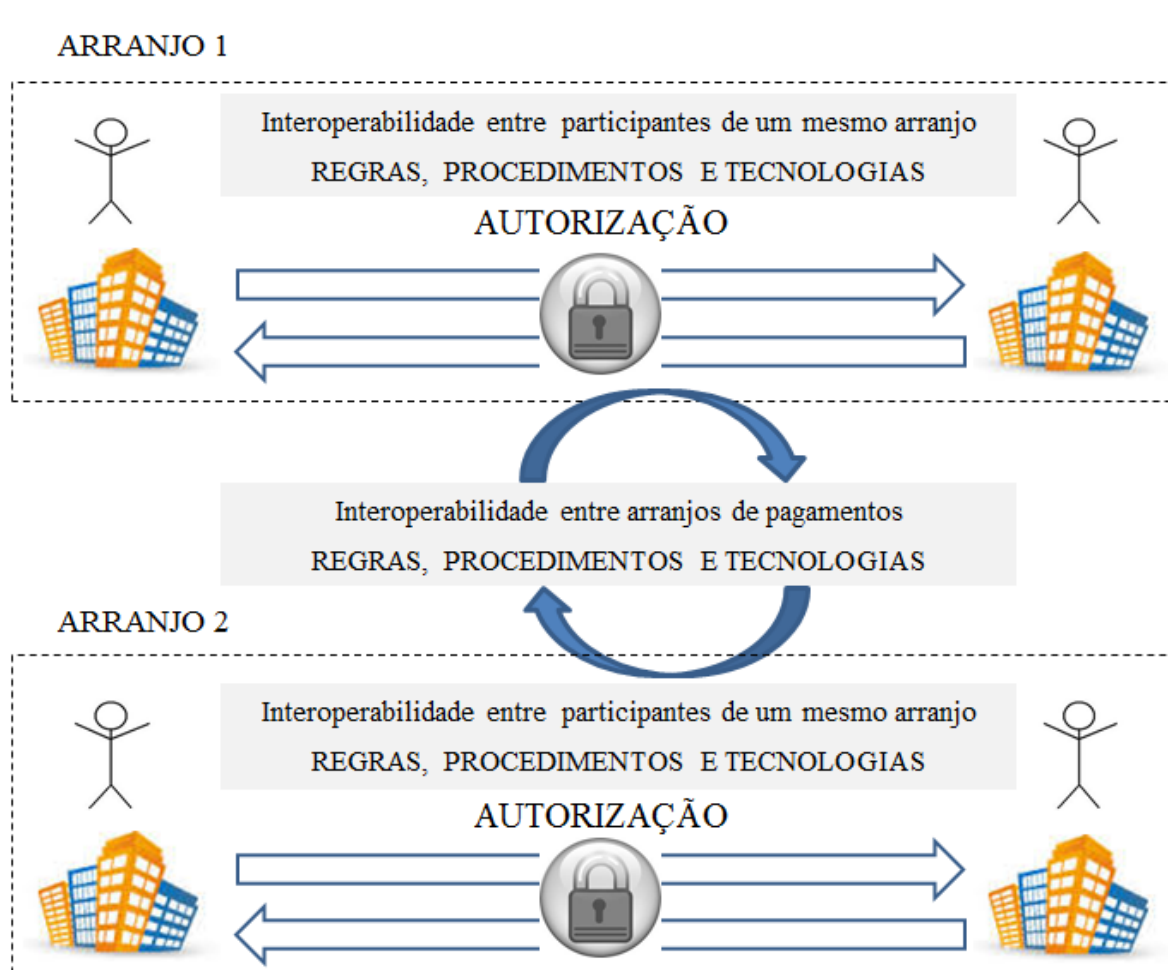 ARRANJO 1
Interoperabilidade entre participantes de um mesmo arranjo
REGRAS, PROCEDIMENTOS E TECNOLOGIAS
AUTORIZAÇÃO
Interoperabilidade entre arranjos de pagamentos
REGRAS, PROCEDIMENTOS E TECNOLOGIAS
ARRANJO 2
Interoperabilidade entre participantes de um mesmo arranjo
REGRAS, PROCEDIMENTOS E TECNOLOGIAS
AUTORIZAÇÃO